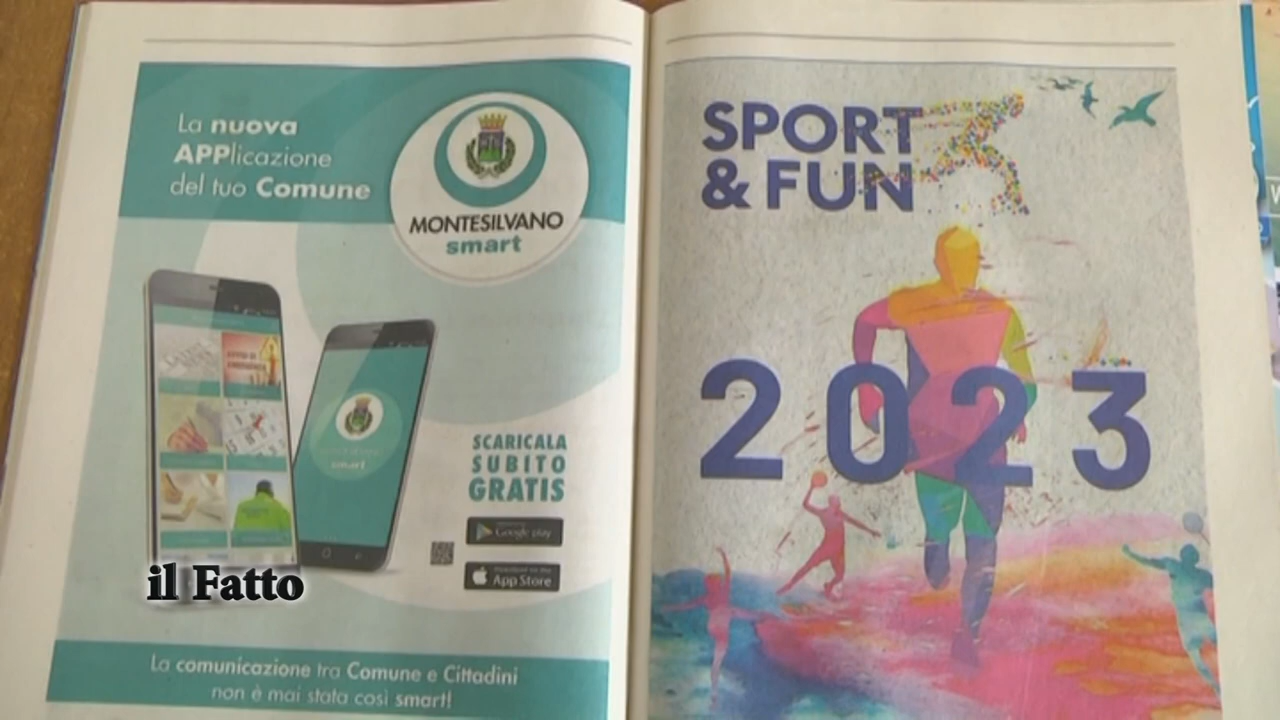 La nuova
APPlicazione
del tuo Comune
MONTESILVANO
smart
smart
SCARICALA
SUBITO
GRATIS
Google play
App Store
il Fatto
La comunicazione tra Comune e Cittadini
non è mai stata così smart!
SPORT
& FUN
2023